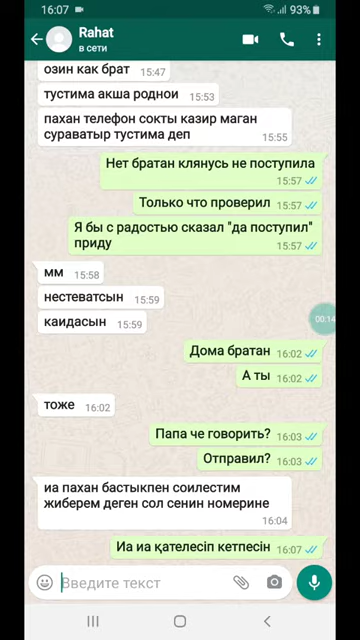 16:07
93%
Rahat
в сети
озин как брат 15:47
тустима акша роднои 15:53
пахан телефон сокты казир маган
сураватыр тустима деп 15:55
Нет братан клянусь не поступила
15:57
Только что проверил 15:57
Я бы с радостью сказал "да поступил"
приду 15:57
мм 15:58
нестеватсын 15:59
каидасын 15:59
00:14
Дома братан 16:02
А ты 16:02
тоже 16:02
Папа че говорить? 16:03
Отправил? 16:03
иа пахан бастыкпен соилестим
жиберем деген сол сенин номерине
16:04
Иа иа қателесіп кетпесін 16:07
Введите текст